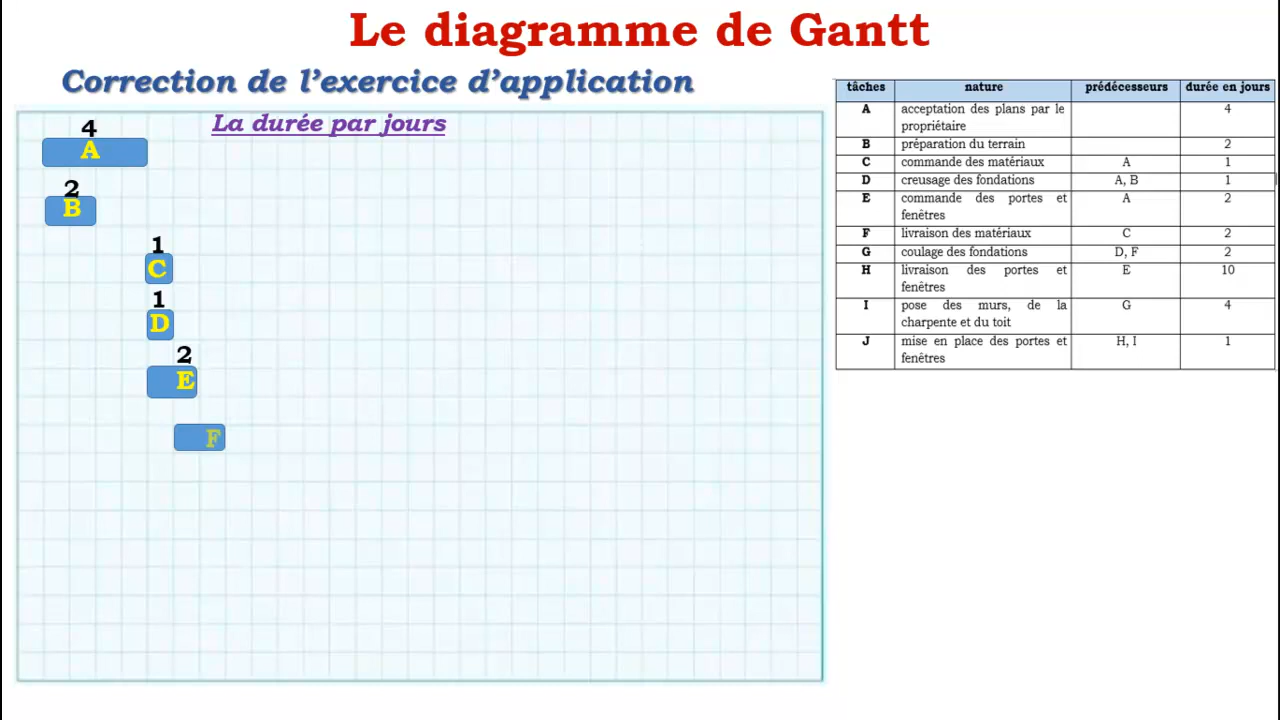 Le diagramme de Gantt
Correction de l'exercice d'application
La durée par jours
4
A
2
B
1
C
1
D
2
E
F
tâches nature prédécesseurs durée en jours
A acceptation des plans par le 4
propriétaire
B préparation du terrain 2
C commande des matériaux A 1
D creusage des fondations A, B 1
E commande des portes et A 2
fenêtres
F livraison des matériaux C 2
G coulage des fondations D, F 2
H livraison des portes et E 10
fenêtres
I pose des murs, de la G 4
charpente et du toit
J mise en place des portes et H, I 1
fenêtres